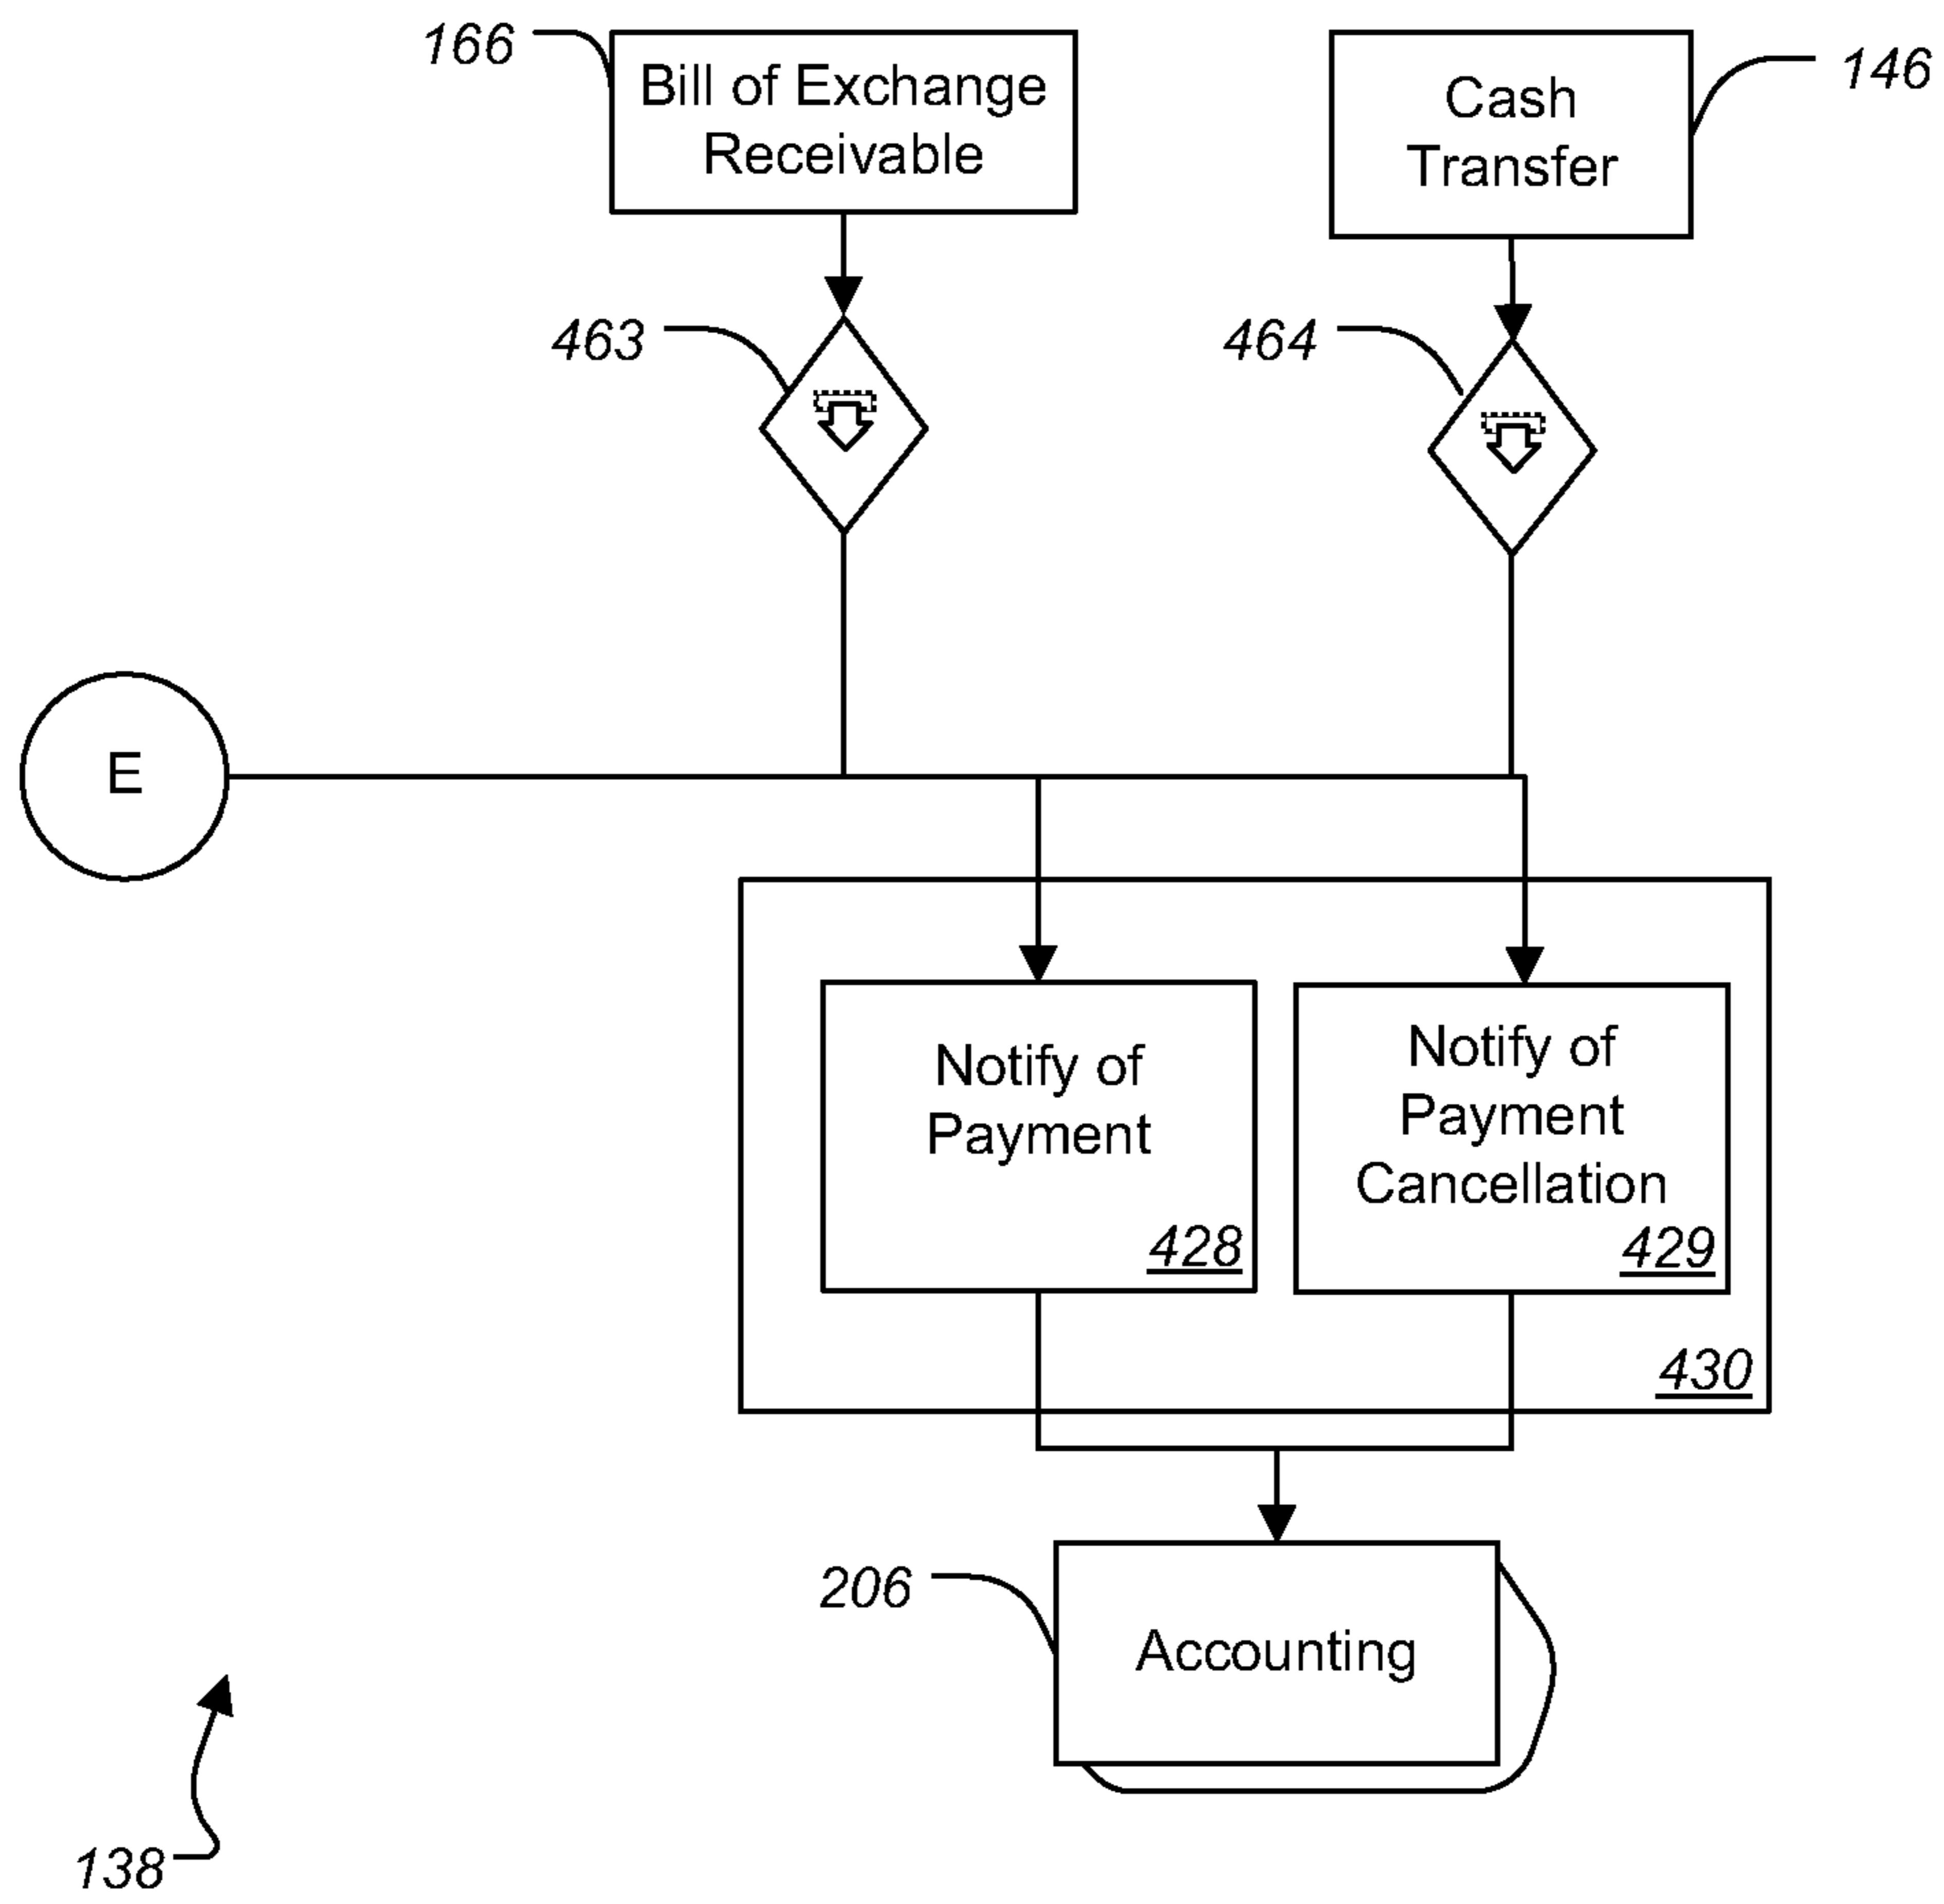 166
Bill of Exchange
Receivable
Cash
Transfer
146
463
464
E
Notify of
Payment
428
Notify of
Payment
Cancellation
429
430
206
Accounting
138